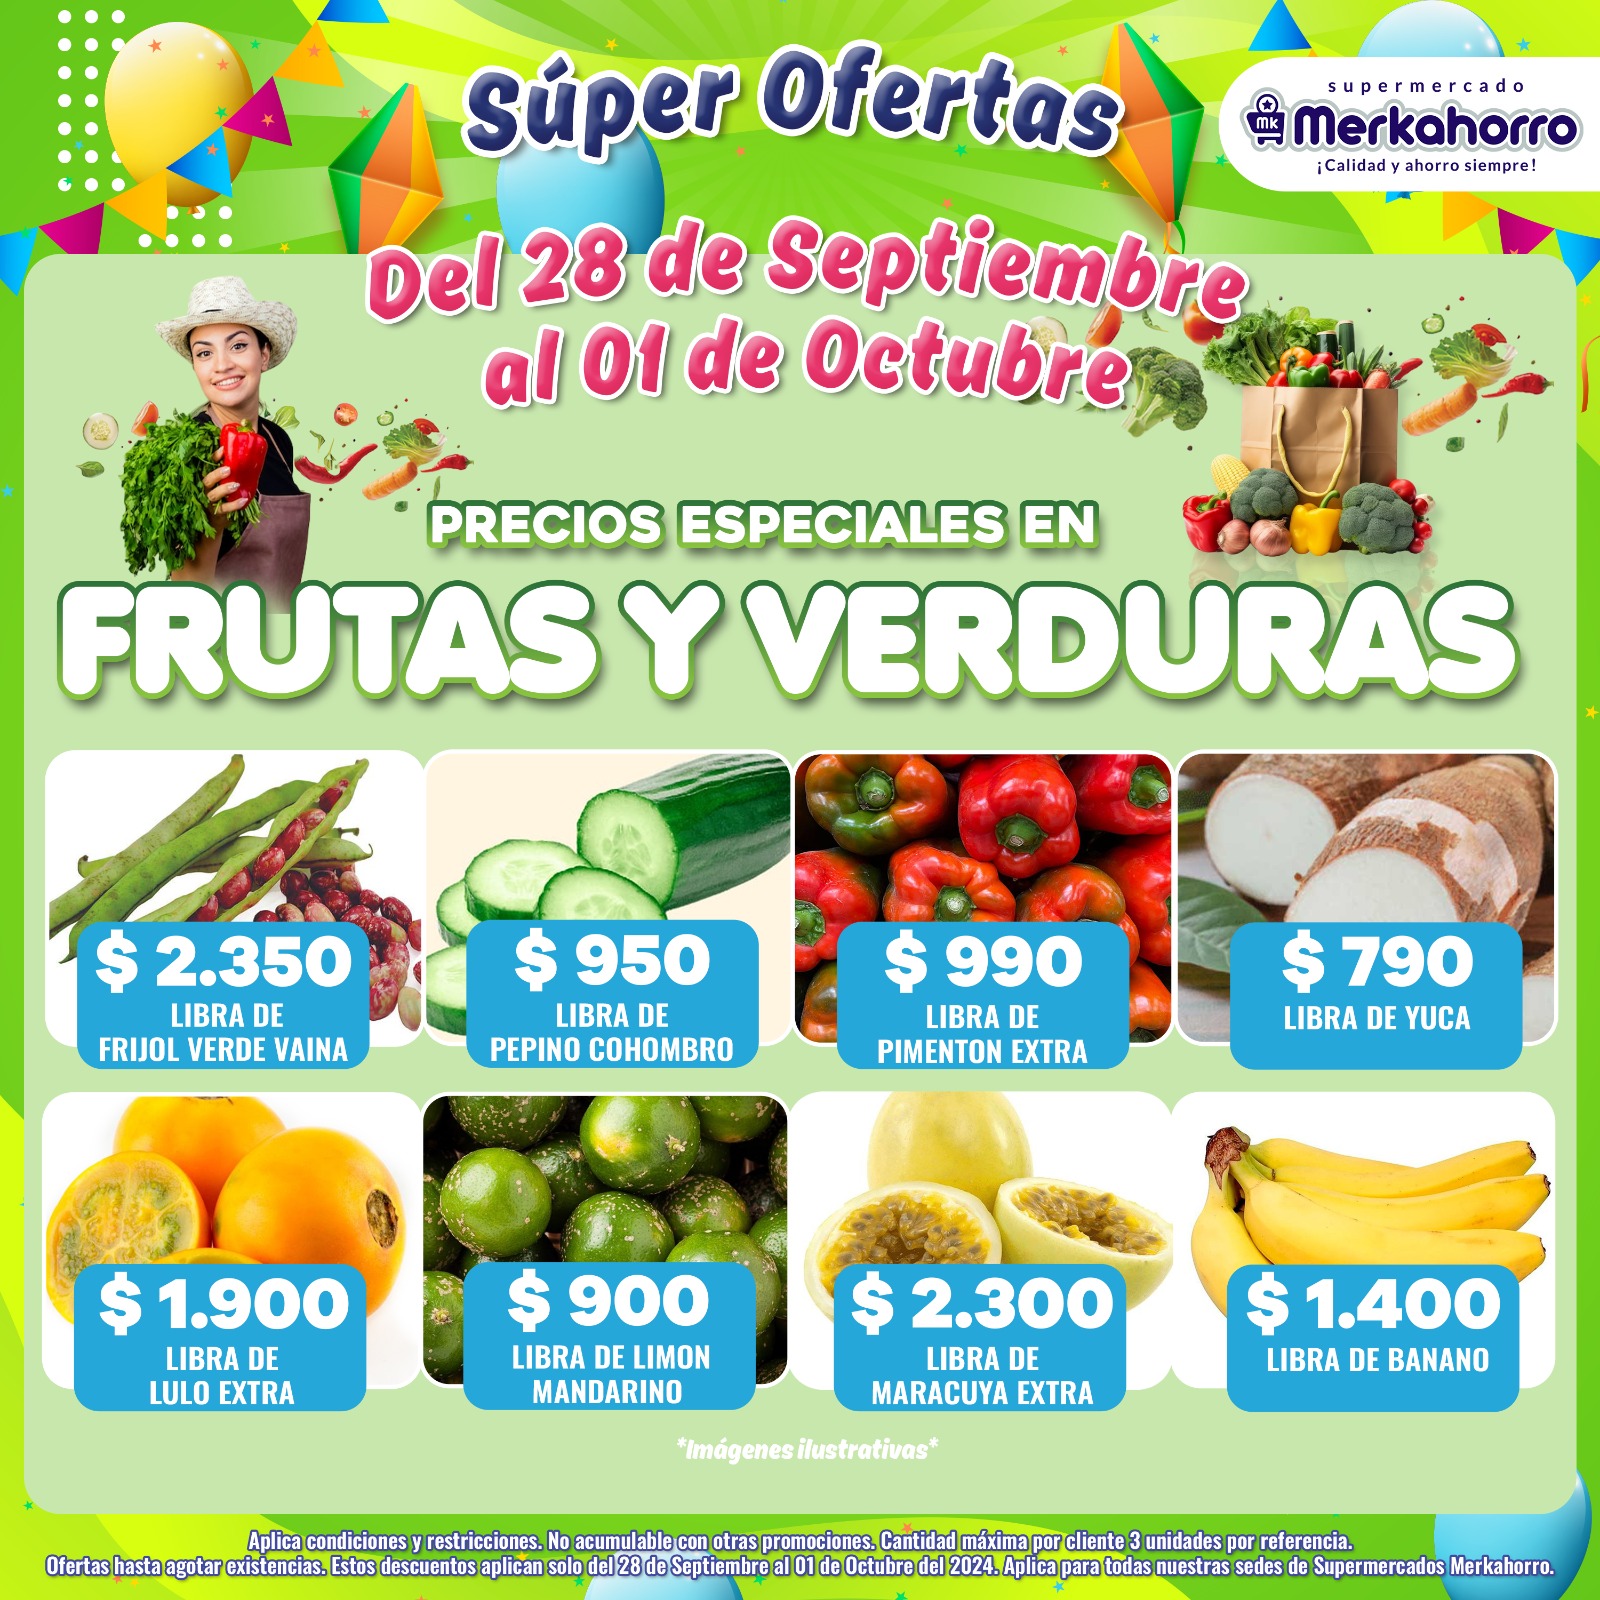 Súper Ofertas
supermercado
MK Merkahorro
¡Calidad y ahorro siempre!
Del 28 de Septiembre
al 01 de Octubre
PRECIOS ESPECIALES EN
FRUTAS Y VERDURAS
$ 2.350
LIBRA DE
FRIJOL VERDE VAINA
$ 950
LIBRA DE
PEPINO COHOMBRO
$ 990
LIBRA DE
PIMENTON EXTRA
$ 790
LIBRA DE YUCA
$ 1.900
LIBRA DE
LULO EXTRA
$ 900
LIBRA DE LIMON
MANDARINO
$ 2.300
LIBRA DE
MARACUYA EXTRA
$ 1.400
LIBRA DE BANANO
*Imágenes ilustrativas*
Aplica condiciones y restricciones. No acumulable con otras promociones. Cantidad máxima por cliente 3 unidades por referencia.
Ofertas hasta agotar existencias. Estos descuentos aplican solo del 28 de Septiembre al 01 de Octubre del 2024. Aplica para todas nuestras sedes de Supermercados Merkahorro.